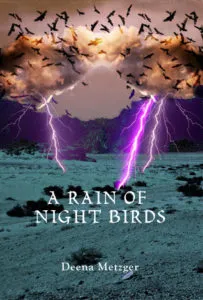 A RAIN OF
NIGHT BIRDS
Deena Metzger